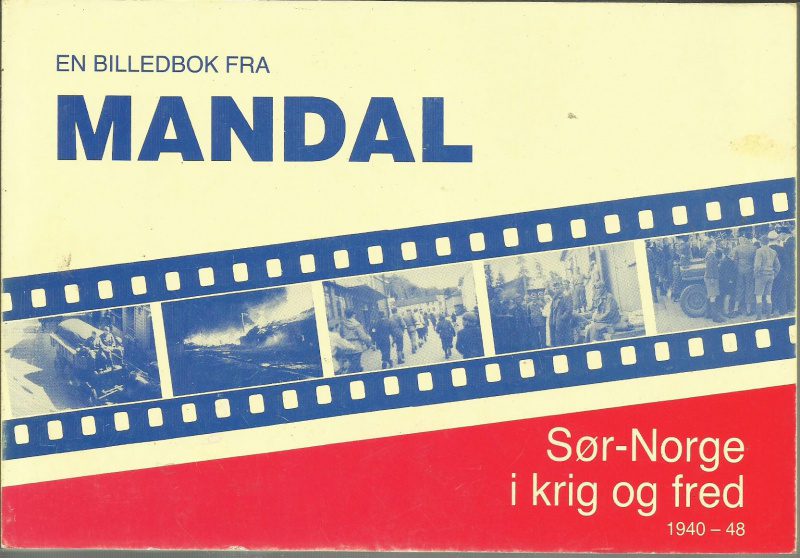 EN BILLEDBOK FRA
MANDAL
Sør-Norge
i krig og fred
1940 – 48